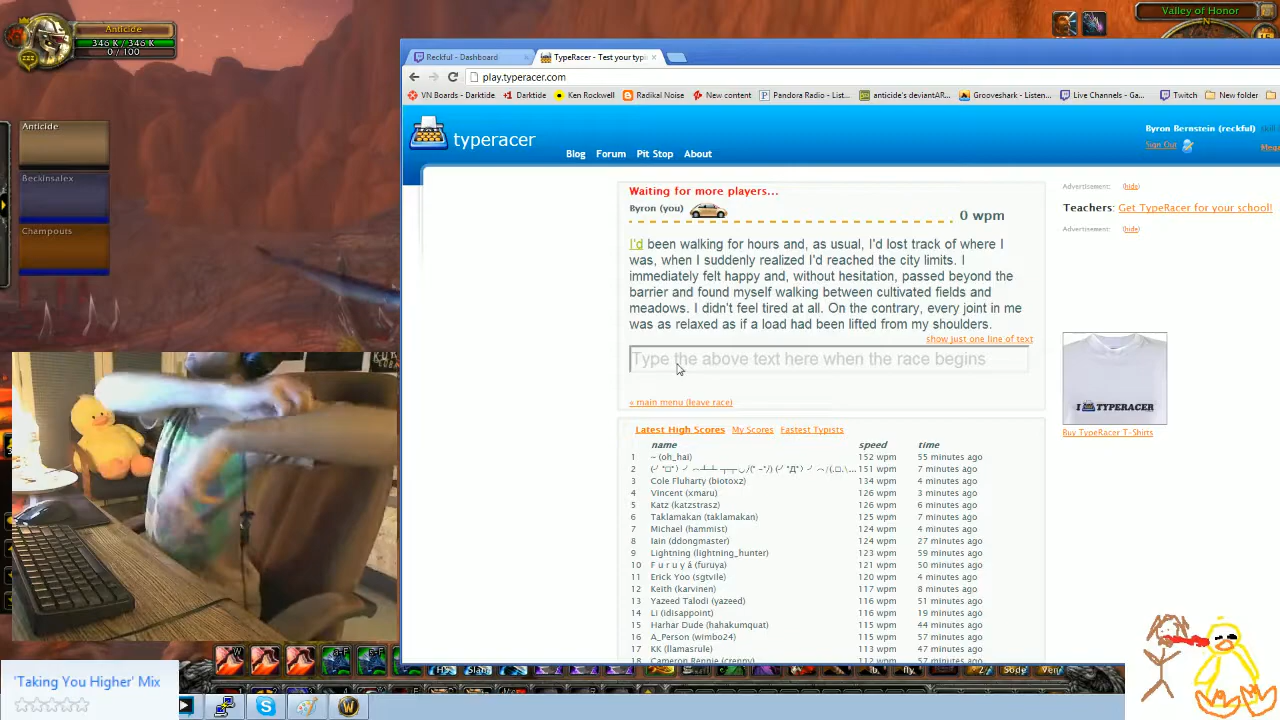 Anticide
346 K / 346 K
0 / 100
zzz
Valley of Honor
Anticide
Beckinsalex
Champouts
Reckful - Dashboard
TypeRacer - Test your typi
play.typeracer.com
VN Boards - Darktide
+1 Darktide
Ken Rockwell
Radikal Noise
New content
Pandora Radio - List...
anticide's deviantAR...
Grooveshark - Listen...
Live Channels - Ga...
Twitch
New folder
typeracer
Blog Forum Pit Stop About
Byron Bernstein (reckful)
Sign Out
Waiting for more players...
Byron (you)
0 wpm
I'd been walking for hours and, as usual, I'd lost track of where I
was, when I suddenly realized I'd reached the city limits. I
immediately felt happy and, without hesitation, passed beyond the
barrier and found myself walking between cultivated fields and
meadows. I didn't feel tired at all. On the contrary, every joint in me
was as relaxed as if a load had been lifted from my shoulders.
show just one line of text
Type the above text here when the race begins
« main menu (leave race)
Advertisement: (hide)
Teachers: Get TypeRacer for your school!
Advertisement: (hide)
I TYPERACER
Buy TypeRacer T-Shirts
Latest High Scores My Scores Fastest Typists
name speed time
1 ~ (oh_hai) 152 wpm 55 minutes ago
2 151 wpm 7 minutes ago
3 Cole Fluharty (biotoxz) 134 wpm 4 minutes ago
4 Vincent (xmaru) 126 wpm 3 minutes ago
5 Katz (katzstrasz) 126 wpm 6 minutes ago
6 Taklamakan (taklamakan) 125 wpm 7 minutes ago
7 Michael (hammist) 124 wpm 4 minutes ago
8 Iain (ddongmaster) 124 wpm 27 minutes ago
9 Lightning (lightning_hunter) 123 wpm 59 minutes ago
10 F u r u y á (furuya) 121 wpm 50 minutes ago
11 Erick Yoo (sgtvile) 120 wpm 4 minutes ago
12 Keith (karvinen) 117 wpm 8 minutes ago
13 Yazeed Talodi (yazeed) 116 wpm 51 minutes ago
14 Li (idisappoint) 116 wpm 19 minutes ago
15 Harhar Dude (hahakumquat) 115 wpm 44 minutes ago
16 A_Person (wimbo24) 115 wpm 57 minutes ago
17 KK (llamasrule) 113 wpm 47 minutes ago
18 Cameron Rennie (crenny) 112 wpm 57 minutes ago
'Taking You Higher' Mix